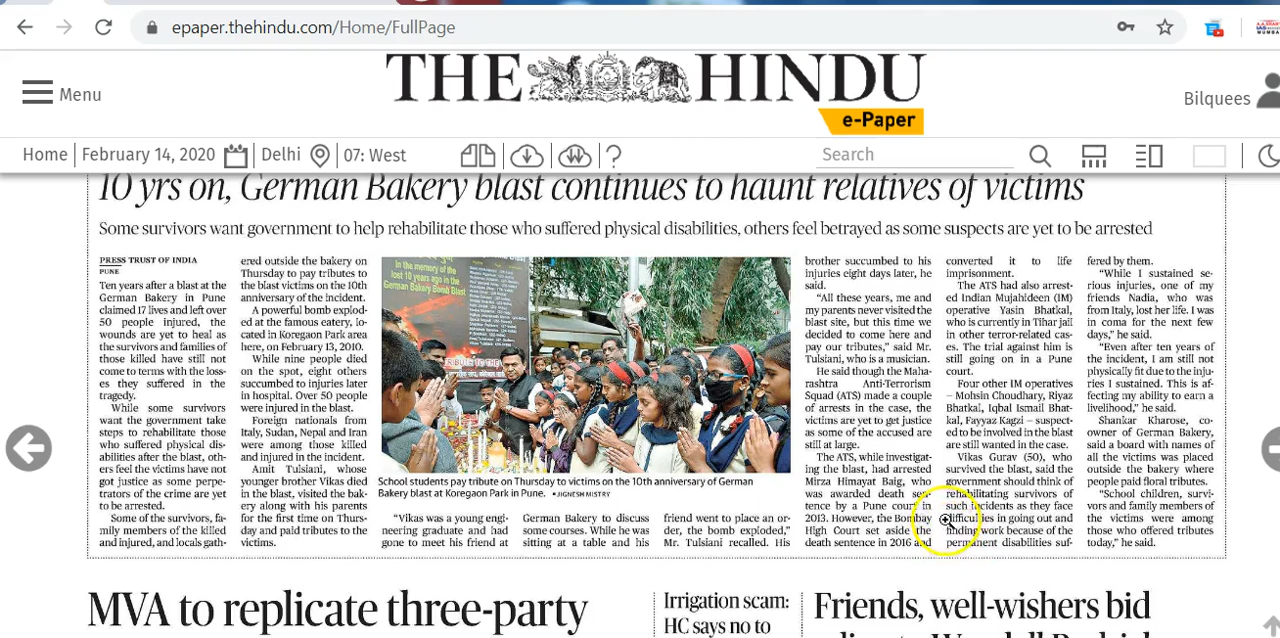 epaper.thehindu.com/Home/FullPage
THE HINDU
e-Paper
Menu
Bilquees
Home
February 14, 2020
Delhi
07: West
?
Search
10 yrs on, German Bakery blast continues to haunt relatives of victims
Some survivors want government to help rehabilitate those who suffered physical disabilities, others feel betrayed as some suspects are yet to be arrested
PRESS TRUST OF INDIA
PUNE
Ten years after a blast at the
German Bakery in Pune
claimed 17 lives and left over
50 people injured, the
wounds are yet to heal as
the survivors and families of
those killed have still not
come to terms with the loss-
es they suffered in the
tragedy.
While some survivors
want the government take
steps to rehabilitate those
who suffered physical dis-
abilities after the blast, oth-
ers feel the victims have not
got justice as some perpe-
trators of the crime are yet
to be arrested.
Some of the survivors, fa-
mily members of the killed
and injured, and locals gath-
ered outside the bakery on
Thursday to pay tributes to
the blast victims on the 10th
anniversary of the incident.
A powerful bomb explod-
ed at the famous eatery, lo-
cated in Koregaon Park area
here, on February 13, 2010.
While nine people died
on the spot, eight others
succumbed to injuries later
in hospital. Over 50 people
were injured in the blast.
Foreign nationals from
Italy, Sudan, Nepal and Iran
were among those killed
and injured in the incident.
Amit Tulsiani, whose
younger brother Vikas died
in the blast, visited the bak-
ery along with his parents
for the first time on Thurs-
day and paid tributes to the
victims.
In the memory of the
lost 10 years ago in the
German Bakery Bomb Blast
School students pay tribute on Thursday to victims on the 10th anniversary of German
Bakery blast at Koregaon Park in Pune. •JIGNESH MISTRY
“Vikas was a young engi-
neering graduate and had
gone to meet his friend at
German Bakery to discuss
some courses. While he was
sitting at a table and his
friend went to place an or-
der, the bomb exploded,”
Mr. Tulsiani recalled. His
brother succumbed to his
injuries eight days later, he
said.
“All these years, me and
my parents never visited the
blast site, but this time we
decided to come here and
pay our tributes,” said Mr.
Tulsiani, who is a musician.
He said though the Maha-
rashtra Anti-Terrorism
Squad (ATS) made a couple
of arrests in the case, the
victims are yet to get justice
as some of the accused are
still at large.
The ATS, while investigat-
ing the blast, had arrested
Mirza Himayat Baig, who
was awarded death sen-
tence by a Pune court in
2013. However, the Bombay
High Court set aside the
death sentence in 2016 and
converted it to life
imprisonment.
The ATS had also arrest-
ed Indian Mujahideen (IM)
operative Yasin Bhatkal,
who is currently in Tihar jail
in other terror-related cas-
es. The trial against him is
still going on in a Pune
court.
Four other IM operatives
– Mohsin Choudhary, Riyaz
Bhatkal, Iqbal Ismail Bhat-
kal, Fayyaz Kagzi – suspect-
ed to be involved in the blast
are still wanted in the case.
Vikas Gurav (50), who
survived the blast, said the
government should think of
rehabilitating survivors of
such incidents as they face
difficulties in going out and
finding work because of the
permanent disabilities suf-
fered by them.
“While I sustained se-
rious injuries, one of my
friends Nadia, who was
from Italy, lost her life. I was
in coma for the next few
days,” he said.
“Even after ten years of
the incident, I am still not
physically fit due to the inju-
ries I sustained. This is af-
fecting my ability to earn a
livelihood,” he said.
Shankar Kharose, co-
owner of German Bakery,
said a board with names of
all the victims was placed
outside the bakery where
people paid floral tributes.
“School children, survi-
vors and family members of
the victims were among
those who offered tributes
today,” he said.
MVA to replicate three-party
Irrigation scam:
HC says no to
Friends, well-wishers bid